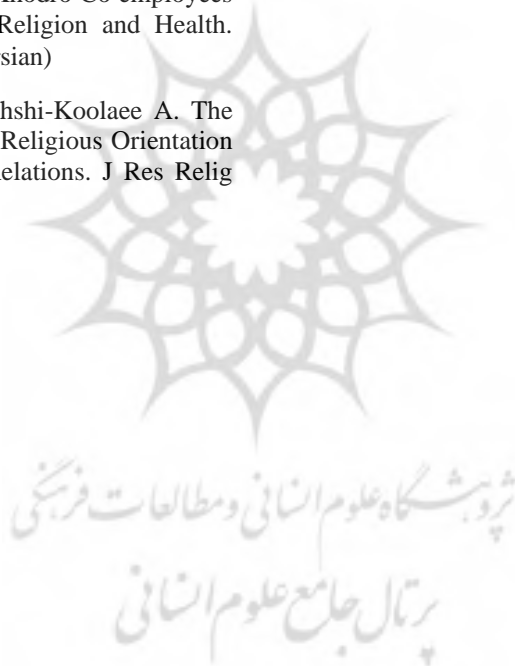 Khodro Co employees
Religion and Health.
rsian)
hshi-Koolaee A. The
Religious Orientation
elations. J Res Relig
پژوهشگاه علوم انسانی و مطالعات فرهنگی
پرتال جامع علوم انسانی